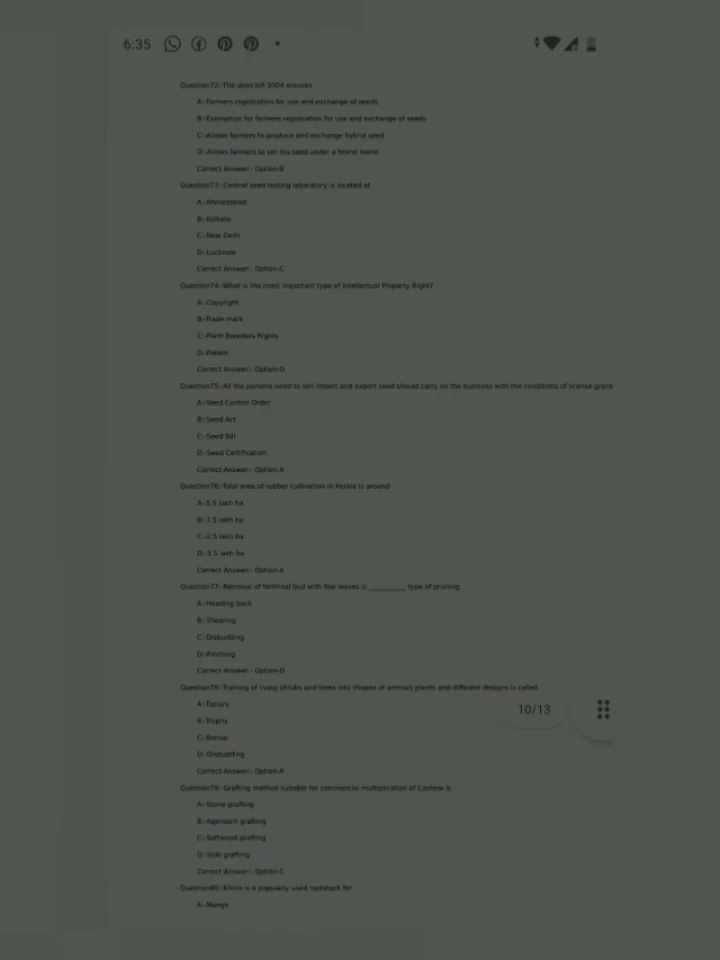 6:35
Question72:-The seed bill 2004 ensures
A:-Farmers registration for use and exchange of seeds
B:-Exemption for farmers registration for use and exchange of seeds
C:-Allows farmers to produce and exchange hybrid seed
D:-Allows farmers to sell his seed under a brand name
Correct Answer:- Option-B
Question73:-Central seed testing laboratory is located at
A:-Ahmedabad
B:-Kolkata
C:-New Delhi
D:-Lucknow
Correct Answer:- Option-C
Question74:-What is the most important type of Intellectual Property Right?
A:-Copyright
B:-Trade mark
C:-Plant Breeders Rights
D:-Patent
Correct Answer:- Option-D
Question75:-All the persons need to sell import and export seed should carry on the business with the conditions of license grant
A:-Seed Control Order
B:-Seed Act
C:-Seed Bill
D:-Seed Certification
Correct Answer:- Option-A
Question76:-Total area of rubber cultivation in Kerala is around
A:-5.5 lakh ha
B:-7.5 lakh ha
C:-2.5 lakh ha
D:-3.5 lakh ha
Correct Answer:- Option-A
Question77:-Removal of terminal bud with few leaves is _________ type of pruning
A:-Heading back
B:-Shearing
C:-Disbudding
D:-Pinching
Correct Answer:- Option-D
Question78:-Training of living shrubs and trees into shapes of animals plants and different designs is called
A:-Topiary
B:-Trophy
C:-Bonsai
D:-Disbudding
Correct Answer:- Option-A
10/13
Question79:-Grafting method suitable for commercial multiplication of Cashew is
A:-Stone grafting
B:-Approach grafting
C:-Softwood grafting
D:-Side grafting
Correct Answer:- Option-C
Question80:-Khirni is a popularly used rootstock for
A:-Mango